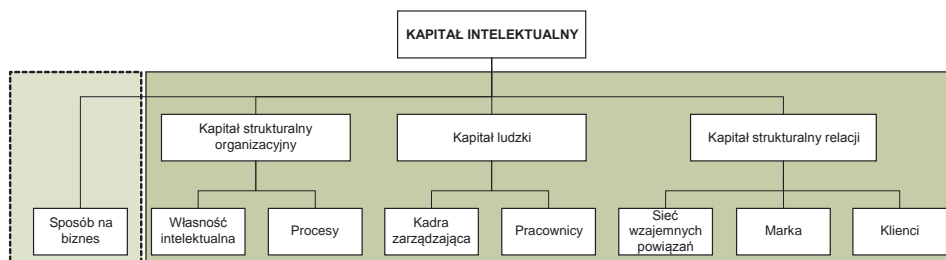 KAPITAŁ INTELEKTUALNY
Kapitał strukturalny
organizacyjny
Kapitał ludzki
Kapitał strukturalny relacji
Sposób na
biznes
Własność
intelektualna
Procesy
Kadra
zarządzająca
Pracownicy
Sieć
wzajemnych
powiązań
Marka
Klienci